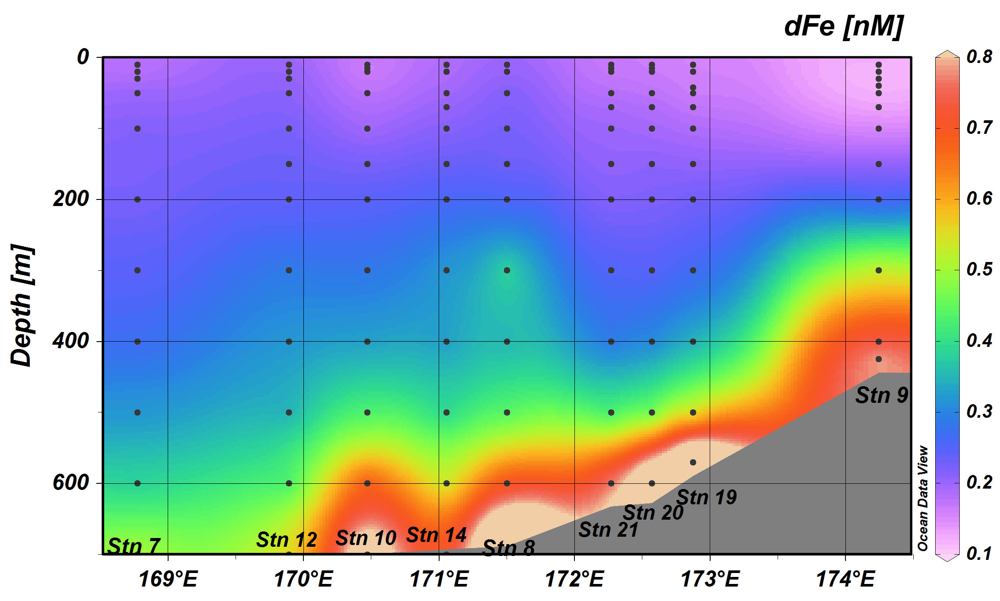 dFe [nM]
0
200
400
600
Depth [m]
0.8
0.7
0.6
0.5
0.4
0.3
0.2
0.1
Stn 7
Stn 12
Stn 10
Stn 14
Stn 8
Stn 21
Stn 20
Stn 19
Stn 9
Ocean Data View
169°E
170°E
171°E
172°E
173°E
174°E